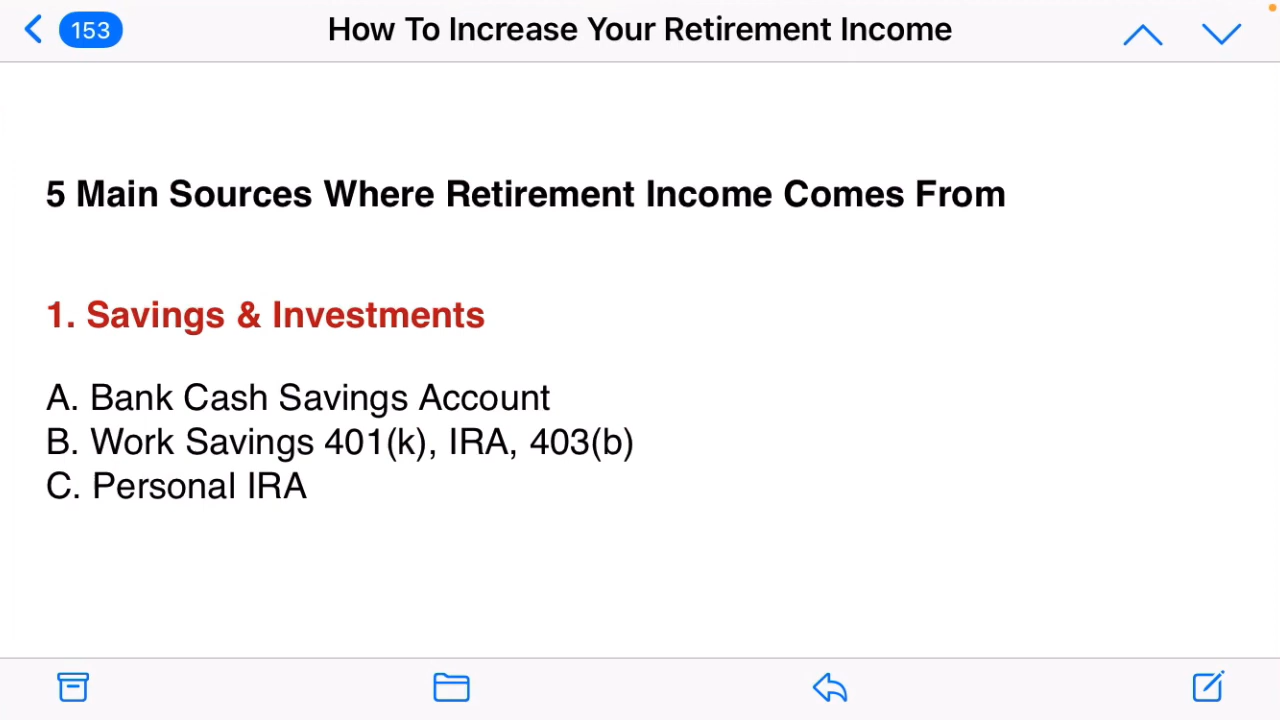 153
How To Increase Your Retirement Income
5 Main Sources Where Retirement Income Comes From
1. Savings & Investments
A. Bank Cash Savings Account
B. Work Savings 401(k), IRA, 403(b)
C. Personal IRA